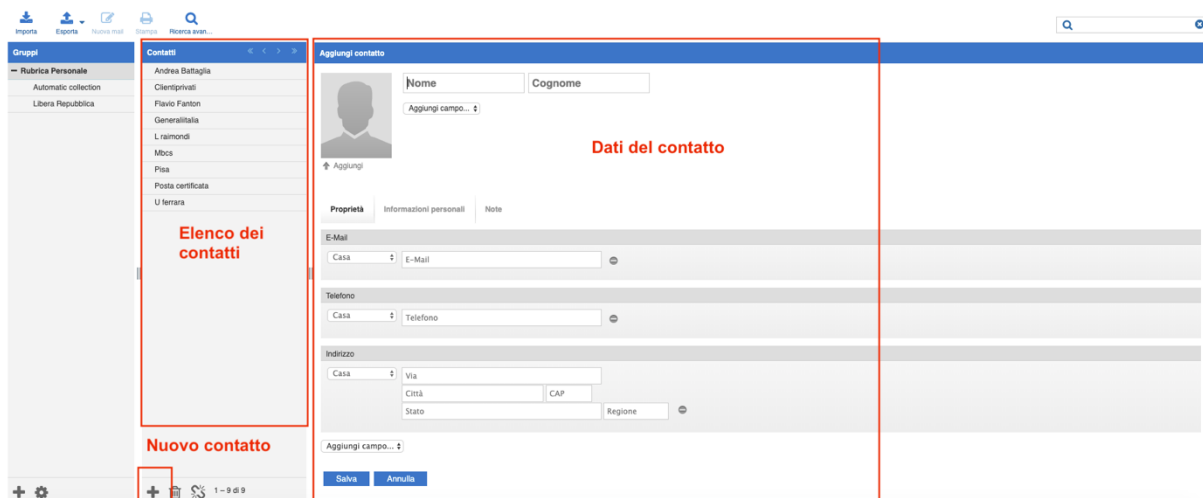 Importa Esporta Nuova mail Stampa Ricerca avan...
Gruppi
− Rubrica Personale
Automatic collection
Libera Repubblica
Contatti « < > »
Andrea Battaglia
Clientiprivati
Flavio Fanton
Generaliitalia
L raimondi
Mbcs
Pisa
Posta certificata
U ferrara
Elenco dei
contatti
Nuovo contatto
1 – 9 di 9
Aggiungi contatto
Nome Cognome
Aggiungi campo...
Dati del contatto
Aggiungi
Proprietà Informazioni personali Note
E-Mail
Casa E-Mail
Telefono
Casa Telefono
Indirizzo
Casa Via
Città CAP
Stato Regione
Aggiungi campo...
Salva Annulla